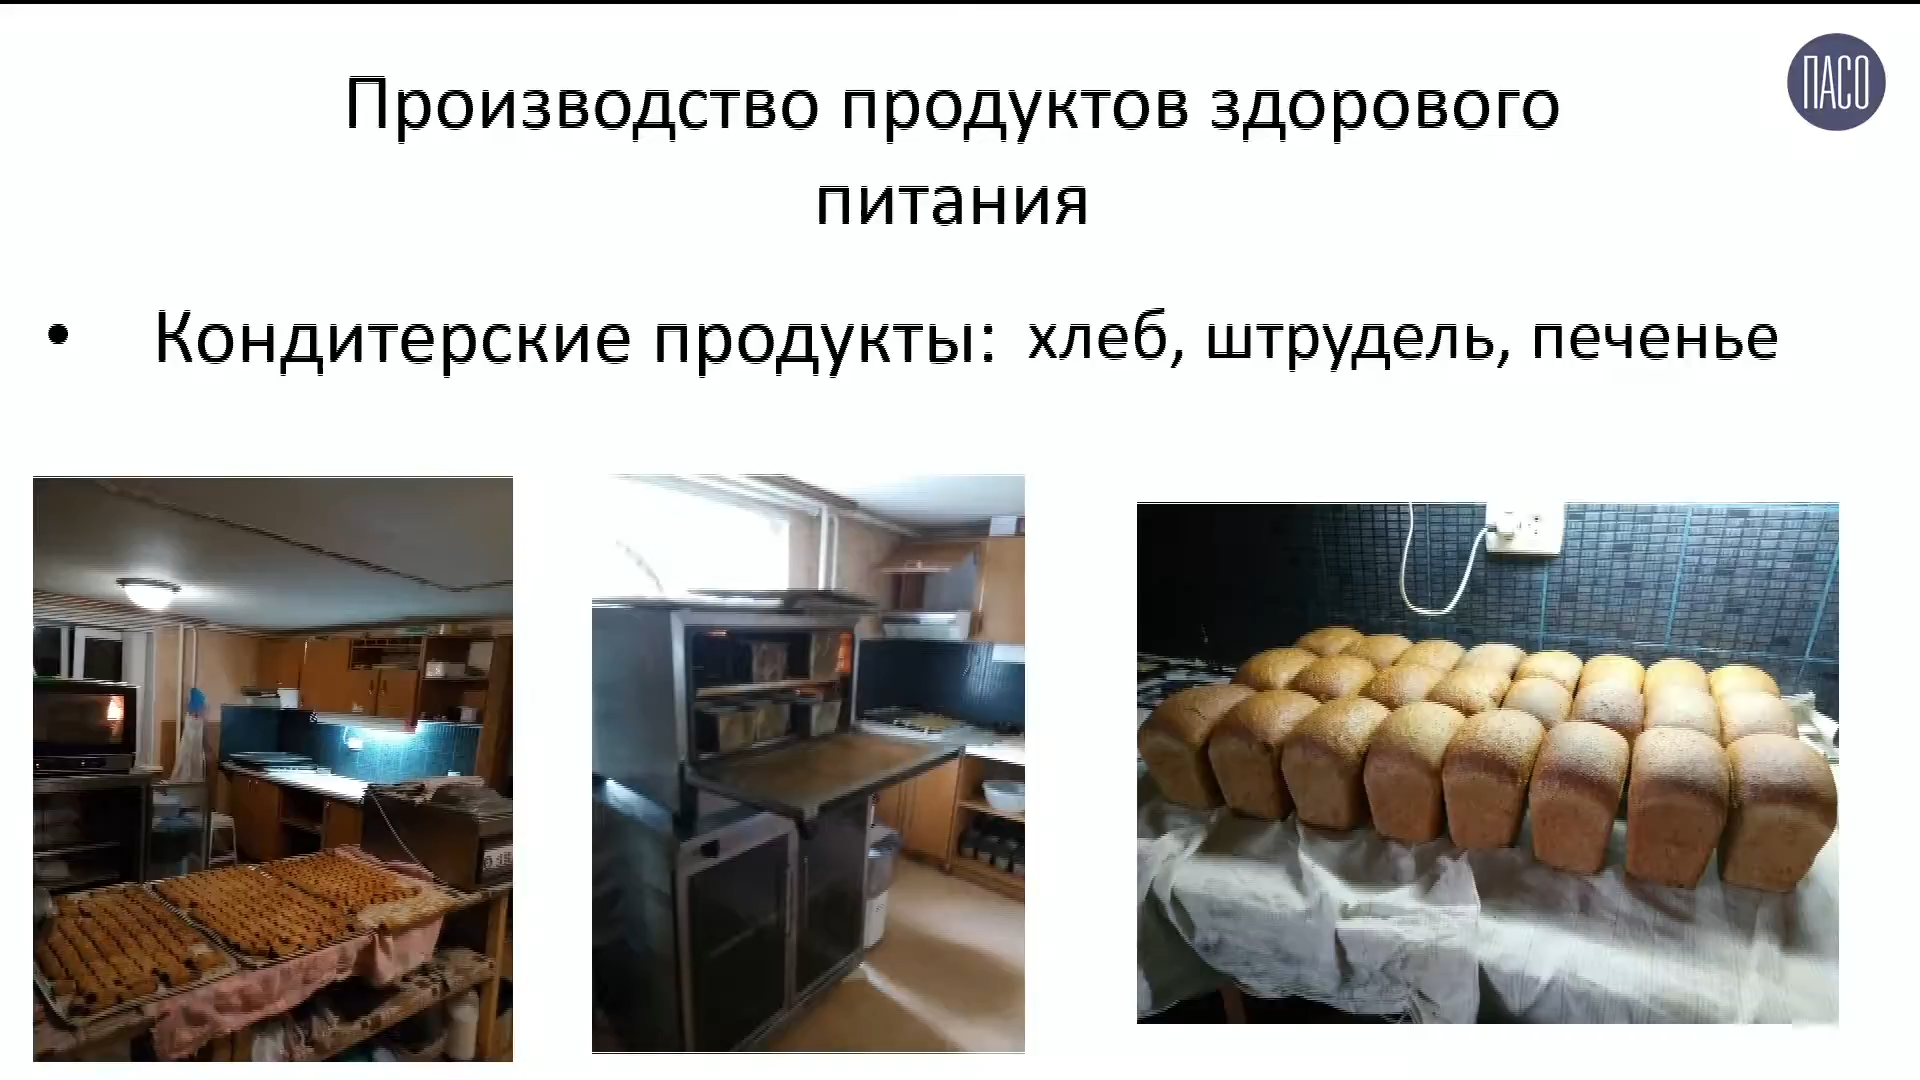 ПАСО
Производство продуктов здорового
питания
• Кондитерские продукты: хлеб, штрудель, печенье